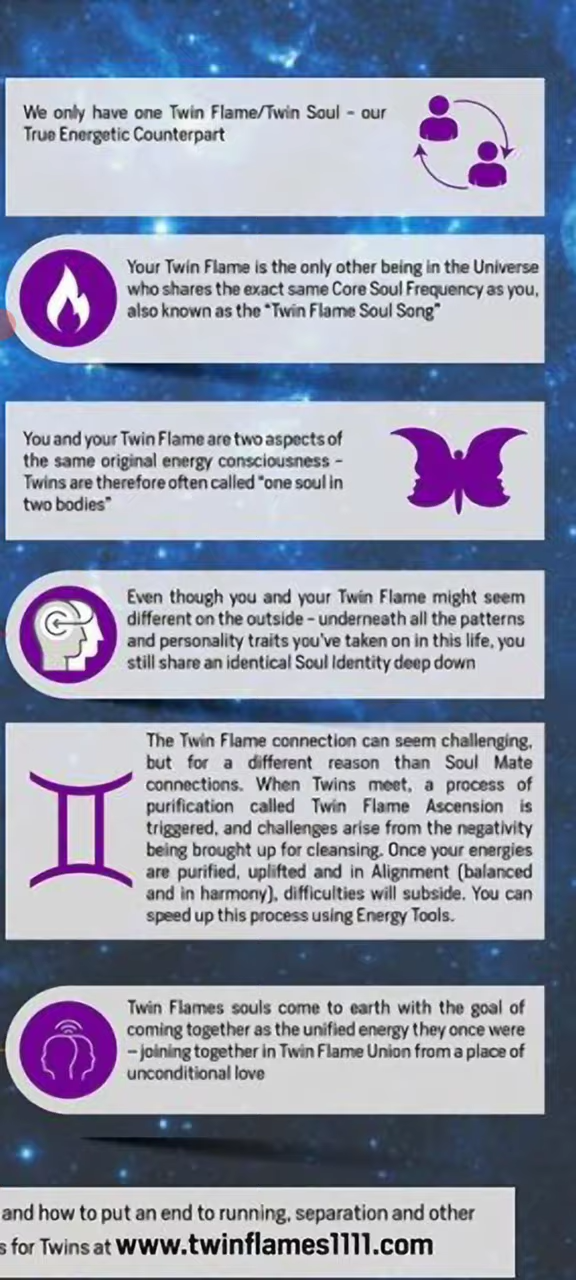 We only have one Twin Flame/Twin Soul - our
True Energetic Counterpart
Your Twin Flame is the only other being in the Universe
who shares the exact same Core Soul Frequency as you,
also known as the "Twin Flame Soul Song"
You and your Twin Flame are two aspects of
the same original energy consciousness -
Twins are therefore often called "one soul in
two bodies"
Even though you and your Twin Flame might seem
different on the outside - underneath all the patterns
and personality traits you've taken on in this life, you
still share an identical Soul Identity deep down
The Twin Flame connection can seem challenging,
but for a different reason than Soul Mate
connections. When Twins meet, a process of
purification called Twin Flame Ascension is
triggered, and challenges arise from the negativity
being brought up for cleansing. Once your energies
are purified, uplifted and in Alignment (balanced
and in harmony), difficulties will subside. You can
speed up this process using Energy Tools.
Twin Flames souls come to earth with the goal of
coming together as the unified energy they once were
- joining together in Twin Flame Union from a place of
unconditional love
and how to put an end to running, separation and other
s for Twins at www.twinflames1111.com